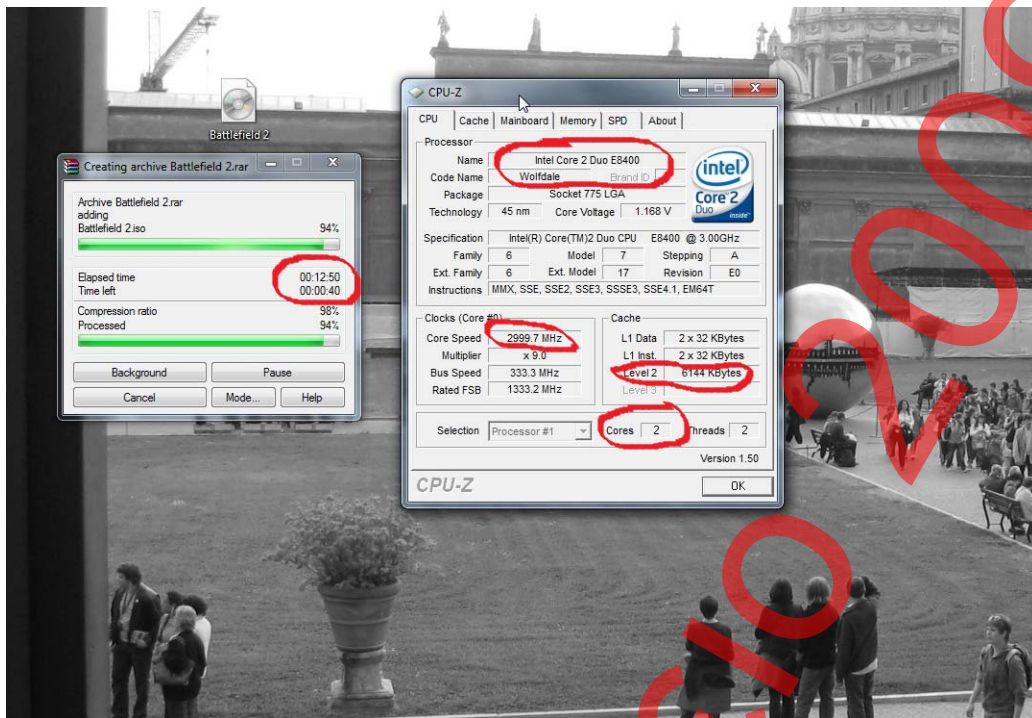 Battlefield 2
Creating archive Battlefield 2.rar
Archive Battlefield 2.rar
adding
Battlefield 2.iso 94%
Elapsed time 00:12:50
Time left 00:00:40
Compression ratio 98%
Processed 94%
Background Pause
Cancel Mode... Help
CPU-Z
CPU Cache Mainboard Memory SPD About
Processor
Name Intel Core 2 Duo E8400
Code Name Wolfdale Brand ID
Package Socket 775 LGA
Technology 45 nm Core Voltage 1.168 V
(intel)
Core 2
Duo inside™
Specification Intel(R) Core(TM)2 Duo CPU E8400 @ 3.00GHz
Family 6 Model 7 Stepping A
Ext. Family 6 Ext. Model 17 Revision E0
Instructions MMX, SSE, SSE2, SSE3, SSSE3, SSE4.1, EM64T
Clocks (Core #0)
Core Speed 2999.7 MHz
Multiplier x 9.0
Bus Speed 333.3 MHz
Rated FSB 1333.2 MHz
Cache
L1 Data 2 x 32 KBytes
L1 Inst. 2 x 32 KBytes
Level 2 6144 KBytes
Level 3
Selection Processor #1 Cores 2 Threads 2
Version 1.50
CPU-Z OK